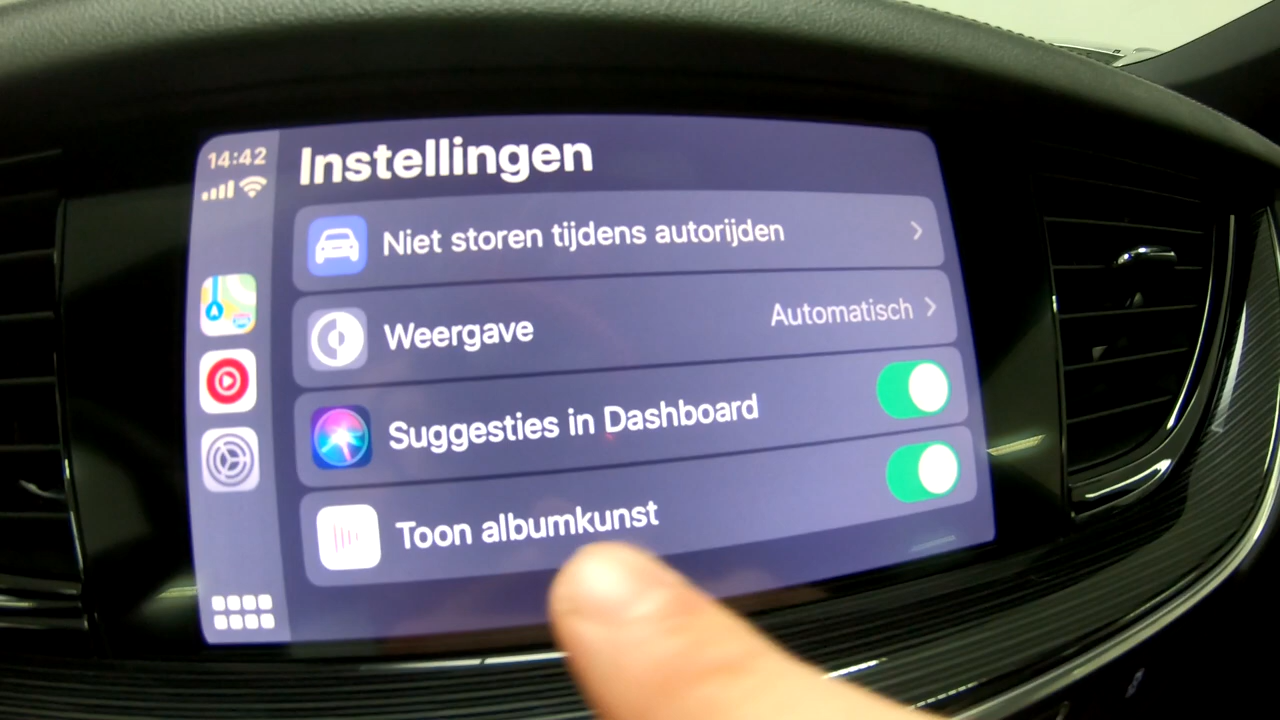 14:42
Instellingen
Niet storen tijdens autorijden
Weergave Automatisch
Suggesties in Dashboard
Toon albumkunst